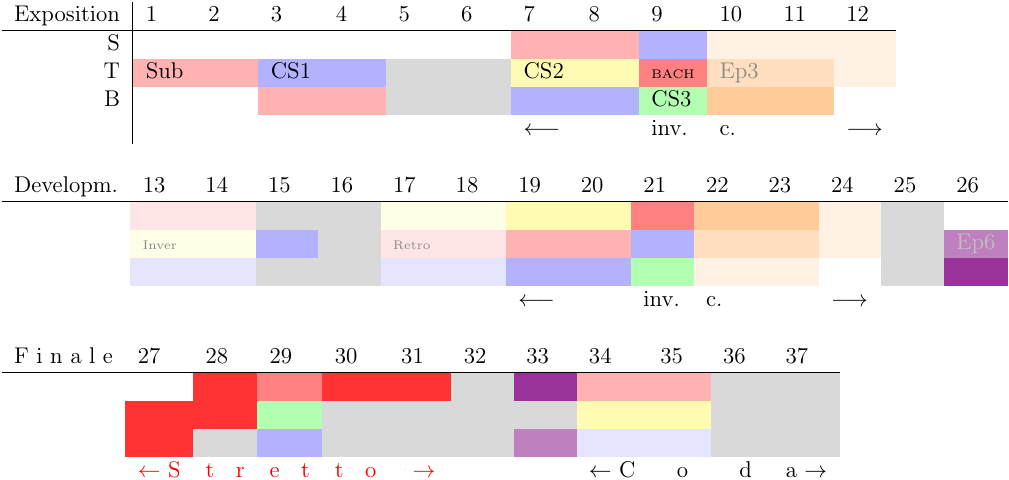 Exposition 1 2 3 4 5 6 7 8 9 10 11 12
S
T Sub CS1 CS2 BACH Ep3
B CS3
← inv. c. →
Developm. 13 14 15 16 17 18 19 20 21 22 23 24 25 26
Inver Retro Ep6
← inv. c. →
F i n a l e 27 28 29 30 31 32 33 34 35 36 37
← S t r e t t o → ← C o d a →